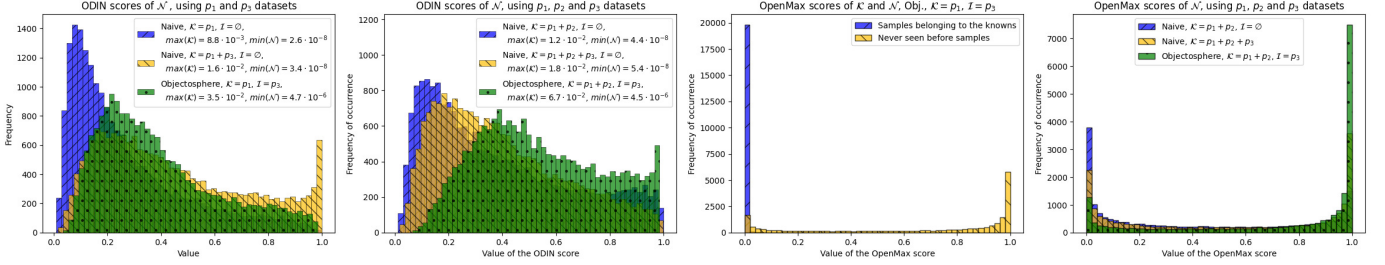 ODIN scores of 𝒩, using p₁ and p₃ datasets
Frequency
1400
1200
1000
800
600
400
200
0
Naive, 𝒦 = p₁, ℐ = ∅,
max(𝒦) = 8.8 · 10⁻³, min(𝒩) = 2.6 · 10⁻⁸
Naive, 𝒦 = p₁ + p₃, ℐ = ∅,
max(𝒦) = 1.6 · 10⁻², min(𝒩) = 3.4 · 10⁻⁸
Objectosphere, 𝒦 = p₁, ℐ = p₃,
max(𝒦) = 3.5 · 10⁻², min(𝒩) = 4.7 · 10⁻⁶
0.0 0.2 0.4 0.6 0.8 1.0
Value
ODIN scores of 𝒩, using p₁, p₂ and p₃ datasets
Frequency of occurrence
1200
1000
800
600
400
200
0
Naive, 𝒦 = p₁ + p₂, ℐ = ∅,
max(𝒦) = 1.2 · 10⁻², min(𝒩) = 4.4 · 10⁻⁸
Naive, 𝒦 = p₁ + p₂ + p₃, ℐ = ∅,
max(𝒦) = 1.8 · 10⁻², min(𝒩) = 5.4 · 10⁻⁸
Objectosphere, 𝒦 = p₁ + p₂, ℐ = p₃,
max(𝒦) = 6.7 · 10⁻², min(𝒩) = 4.5 · 10⁻⁶
0.0 0.2 0.4 0.6 0.8 1.0
Value of the ODIN score
OpenMax scores of 𝒦 and 𝒩, Obj., 𝒦 = p₁, ℐ = p₃
Frequency of occurrence
20000
17500
15000
12500
10000
7500
5000
2500
0
Samples belonging to the knowns
Never seen before samples
0.0 0.2 0.4 0.6 0.8 1.0
Value of the OpenMax score
OpenMax scores of 𝒩, using p₁, p₂ and p₃ datasets
Frequency of occurrence
7000
6000
5000
4000
3000
2000
1000
0
Naive, 𝒦 = p₁ + p₂, ℐ = ∅
Naive, 𝒦 = p₁ + p₂ + p₃
Objectosphere, 𝒦 = p₁ + p₂, ℐ = p₃
0.0 0.2 0.4 0.6 0.8 1.0
Value of the OpenMax score